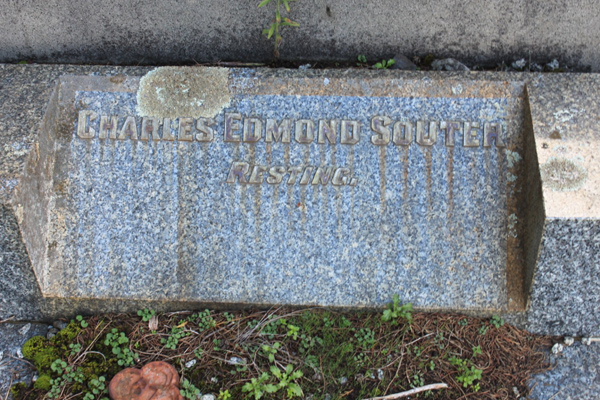 CHARLES EDMOND SOUTER
RESTING.